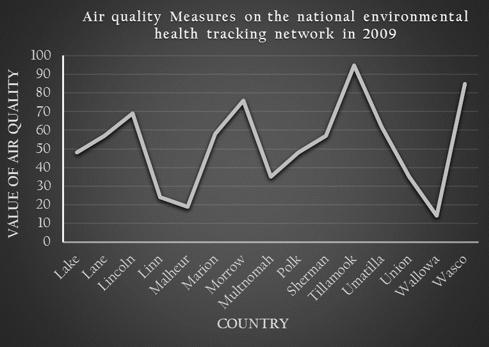 Air quality Measures on the national environmental
health tracking network in 2009
VALUE OF AIR QUALITY
100
90
80
70
60
50
40
30
20
10
0
Lake
Lane
Lincoln
Linn
Malheur
Marion
Morrow
Multnomah
Polk
Sherman
Tillamook
Umatilla
Union
Wallowa
Wasco
COUNTRY